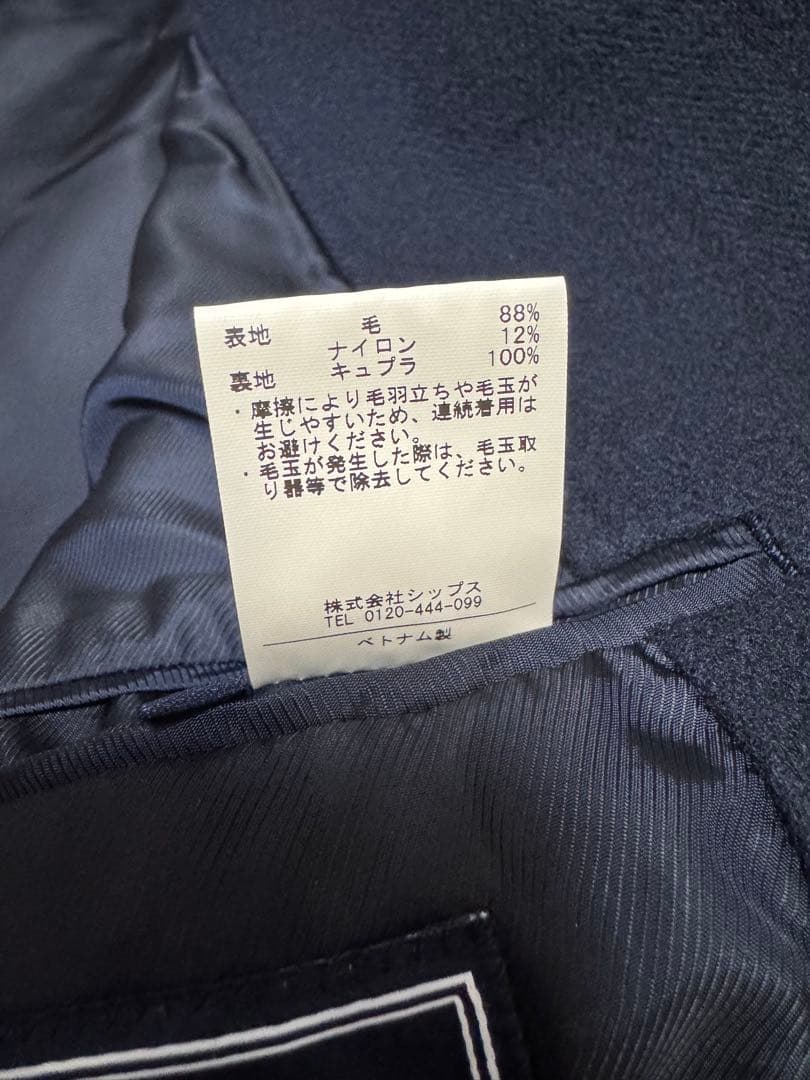 表地 毛 88%
ナイロン 12%
裏地 キュプラ 100%
・摩擦により毛羽立ちや毛玉が
生じやすいため、連続着用は
お避けください。
・毛玉が発生した際は、毛玉取
り器等で除去してください。
株式会社シップス
TEL 0120-444-099
ベトナム製